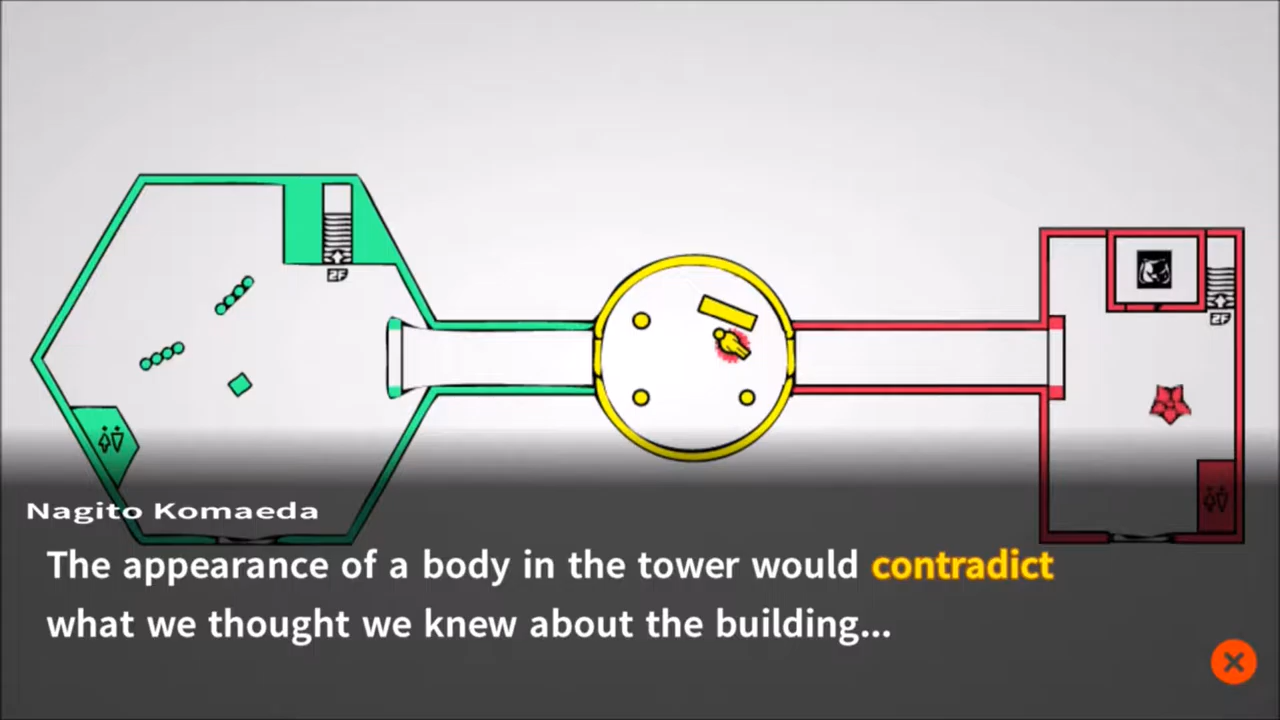 2F
2F
Nagito Komaeda
The appearance of a body in the tower would contradict
what we thought we knew about the building...